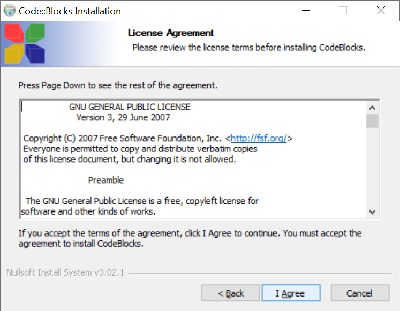 Code::Blocks Installation
License Agreement
Please review the license terms before installing CodeBlocks.
Press Page Down to see the rest of the agreement.
GNU GENERAL PUBLIC LICENSE
Version 3, 29 June 2007
Copyright (C) 2007 Free Software Foundation, Inc. <http://fsf.org/>
Everyone is permitted to copy and distribute verbatim copies
of this license document, but changing it is not allowed.
Preamble
The GNU General Public License is a free, copyleft license for
software and other kinds of works.
If you accept the terms of the agreement, click I Agree to continue. You must accept the
agreement to install CodeBlocks.
Nullsoft Install System v3.02.1
< Back
I Agree
Cancel